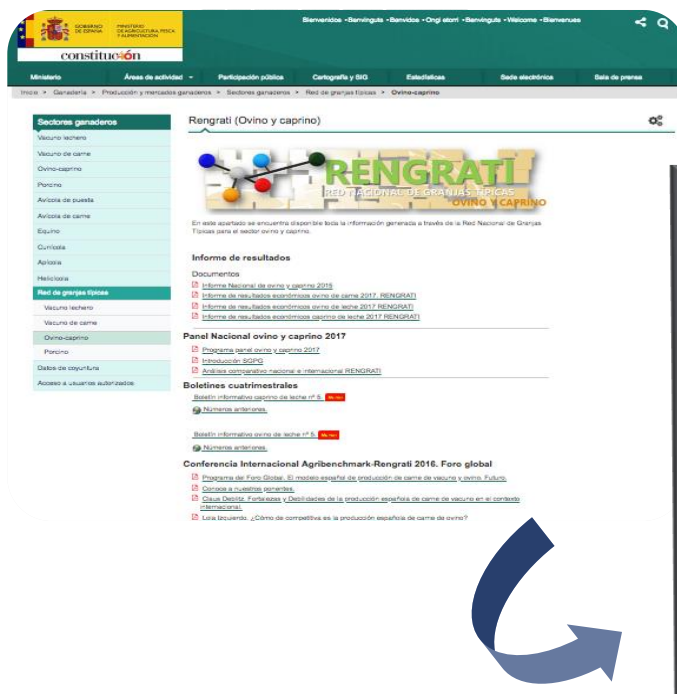 Bienvenidos •Benvinguts •Benvidos •Ongi etorri •Benvinguts •Welcome •Bienvenues
GOBIERNO
DE ESPAÑA
MINISTERIO
DE AGRICULTURA, PESCA
Y ALIMENTACIÓN
constitución
Ministerio
Áreas de actividad
Participación pública
Cartografía y SIG
Estadísticas
Sede electrónica
Sala de prensa
Inicio > Ganadería > Producción y mercados ganaderos > Sectores ganaderos > Red de granjas típicas > Ovino-caprino
Sectores ganaderos
Vacuno lechero
Vacuno de carne
Ovino-caprino
Porcino
Avícola de puesta
Avícola de carne
Equino
Cunícola
Apícola
Helicícola
Red de granjas típicas
Vacuno lechero
Vacuno de carne
Ovino-caprino
Porcino
Datos de coyuntura
Acceso a usuarios autorizados
Rengrati (Ovino y caprino)
RENGRATI
RED NACIONAL DE GRANJAS TÍPICAS
OVINO Y CAPRINO
En este apartado se encuentra disponible toda la información generada a través de la Red Nacional de Granjas
Típicas para el sector ovino y caprino.
Informe de resultados
Documentos
Informe Nacional de ovino y caprino 2016
Informe de resultados económicos ovino de carne 2017. RENGRATI
Informe de resultados económicos ovino de leche 2017 RENGRATI
Informe de resultados económicos caprino de leche 2017 RENGRATI
Panel Nacional ovino y caprino 2017
Programa panel ovino y caprino 2017
Introducción SGPG
Análisis comparativo nacional e internacional RENGRATI
Boletines cuatrimestrales
Boletín informativo caprino de leche nº 5.
Números anteriores.
Boletín informativo ovino de leche nº 5.
Números anteriores.
Conferencia Internacional Agribenchmark-Rengrati 2016. Foro global
Programa del Foro Global. El modelo español de producción de carne de vacuno y ovino. Futuro.
Conoce a nuestros ponentes.
Claus Deblitz. Fortalezas y Debilidades de la producción española de carne de vacuno en el contexto
internacional.
Lola Izquierdo. ¿Cómo de competitiva es la producción española de carne de ovino?